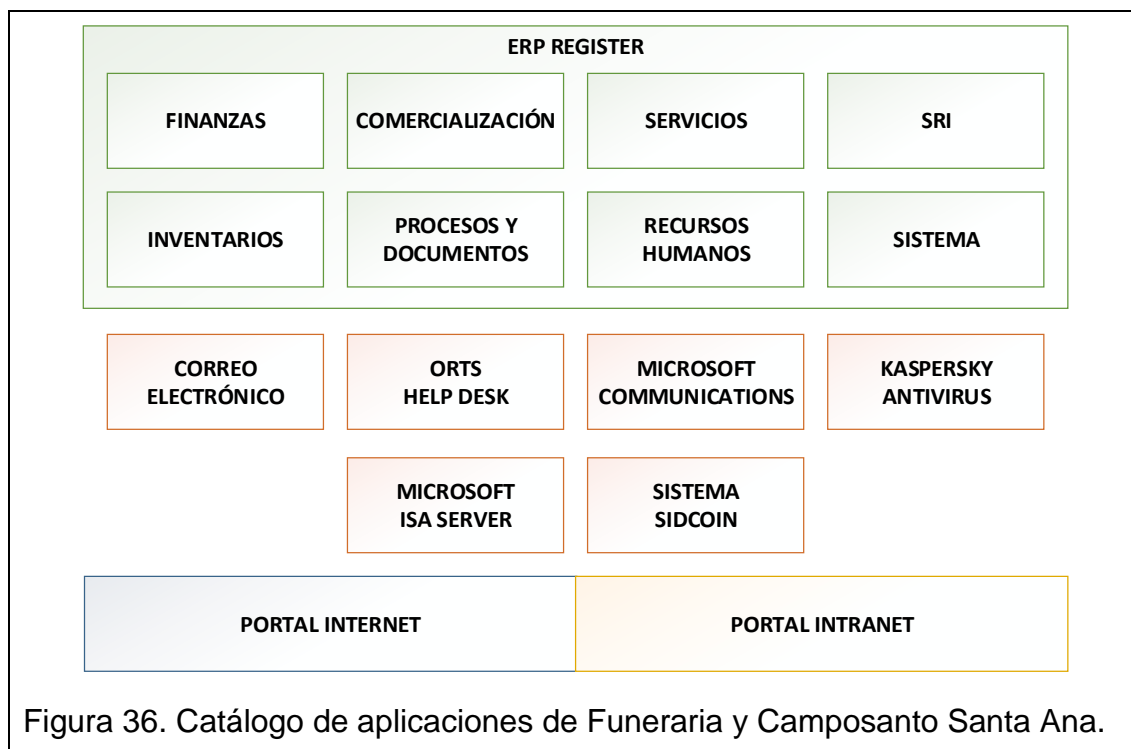 ERP REGISTER
FINANZAS
COMERCIALIZACIÓN
SERVICIOS
SRI
INVENTARIOS
PROCESOS Y
DOCUMENTOS
RECURSOS
HUMANOS
SISTEMA
CORREO
ELECTRÓNICO
ORTS
HELP DESK
MICROSOFT
COMMUNICATIONS
KASPERSKY
ANTIVIRUS
MICROSOFT
ISA SERVER
SISTEMA
SIDCOIN
PORTAL INTERNET
PORTAL INTRANET
Figura 36. Catálogo de aplicaciones de Funeraria y Camposanto Santa Ana.